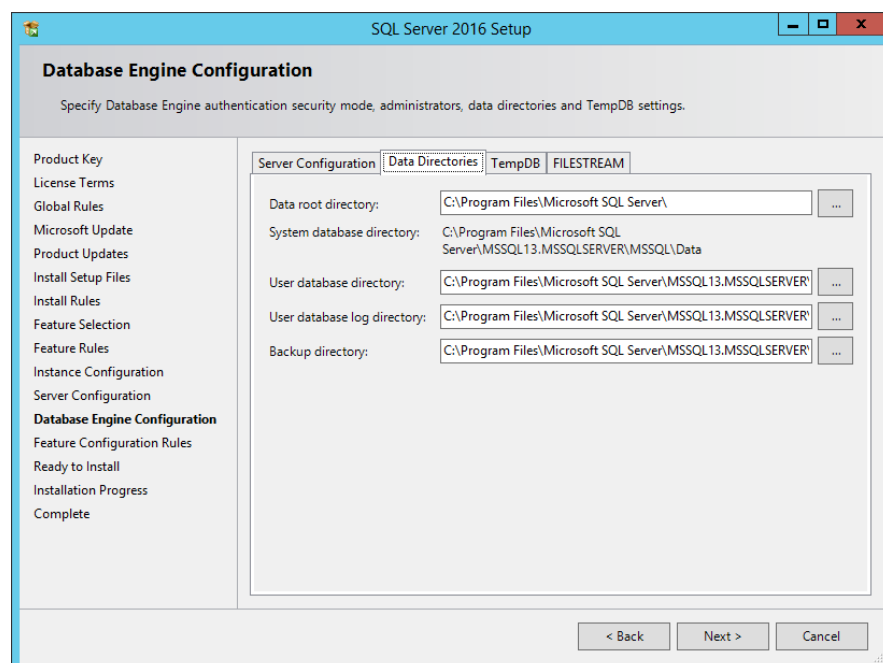 SQL Server 2016 Setup
Database Engine Configuration
Specify Database Engine authentication security mode, administrators, data directories and TempDB settings.
Product Key
License Terms
Global Rules
Microsoft Update
Product Updates
Install Setup Files
Install Rules
Feature Selection
Feature Rules
Instance Configuration
Server Configuration
Database Engine Configuration
Feature Configuration Rules
Ready to Install
Installation Progress
Complete
Server Configuration Data Directories TempDB FILESTREAM
Data root directory: C:\Program Files\Microsoft SQL Server\ ...
System database directory: C:\Program Files\Microsoft SQL
Server\MSSQL13.MSSQLSERVER\MSSQL\Data
User database directory: C:\Program Files\Microsoft SQL Server\MSSQL13.MSSQLSERVER\ ...
User database log directory: C:\Program Files\Microsoft SQL Server\MSSQL13.MSSQLSERVER\ ...
Backup directory: C:\Program Files\Microsoft SQL Server\MSSQL13.MSSQLSERVER\ ...
< Back Next > Cancel